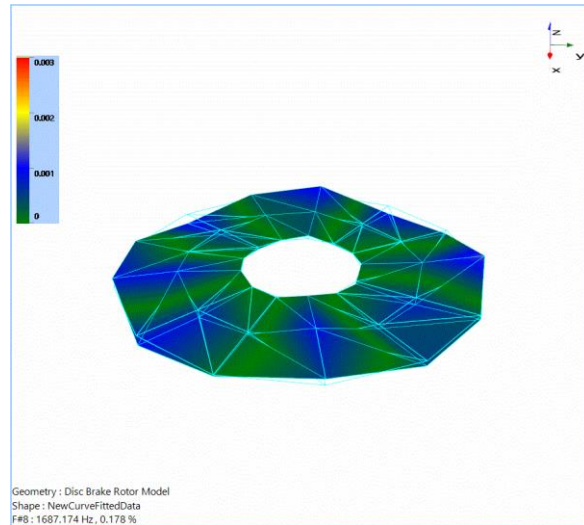 Z
Y
X
0.003
0.002
0.001
0
Geometry : Disc Brake Rotor Model
Shape : NewCurveFittedData
F#8 : 1687.174 Hz, 0.178 %